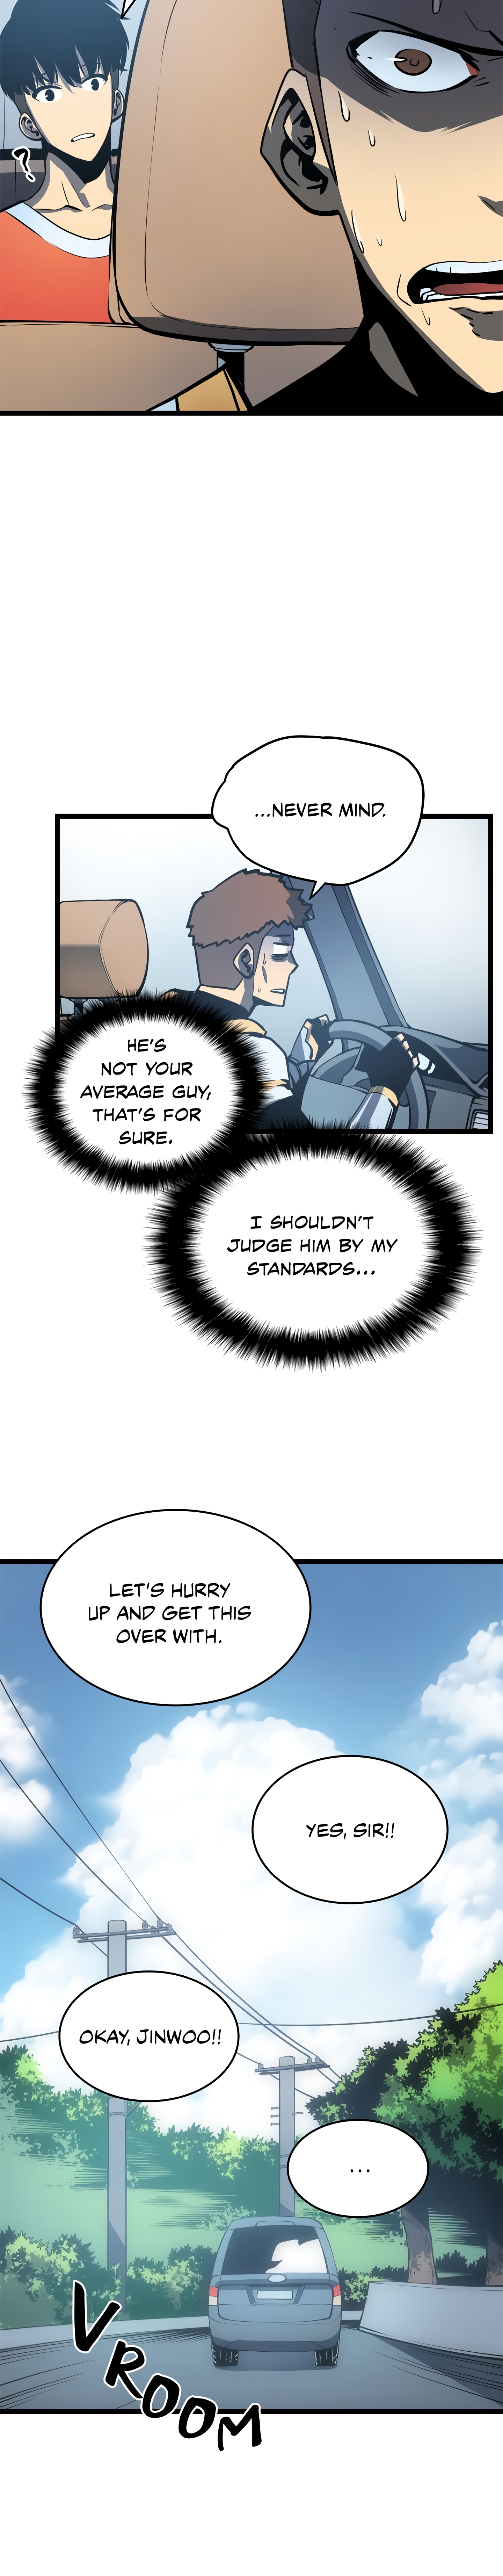 ?
...NEVER MIND.
HE'S
NOT YOUR
AVERAGE GUY,
THAT'S FOR
SURE.
I SHOULDN'T
JUDGE HIM BY MY
STANDARDS...
LET'S HURRY
UP AND GET THIS
OVER WITH.
YES, SIR!!
OKAY, JINWOO!!
...
VROOM